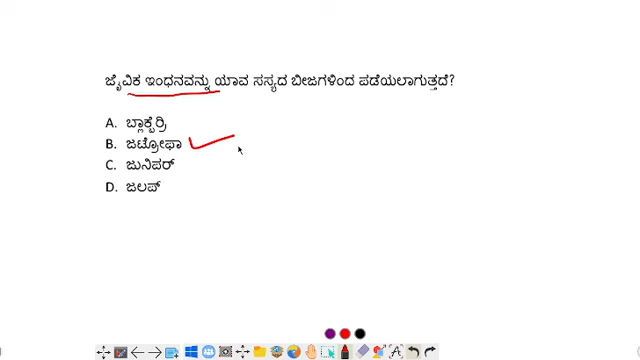 ಜೈವಿಕ ಇಂಧನವನ್ನು ಯಾವ ಸಸ್ಯದ ಬೀಜಗಳಿಂದ ಪಡೆಯಲಾಗುತ್ತದೆ?
A. ಬ್ಲಾಕ್ಬೆರ್ರಿ
B. ಜಟ್ರೋಫಾ
C. ಜುನಿಪರ್
D. ಜಲಪ್